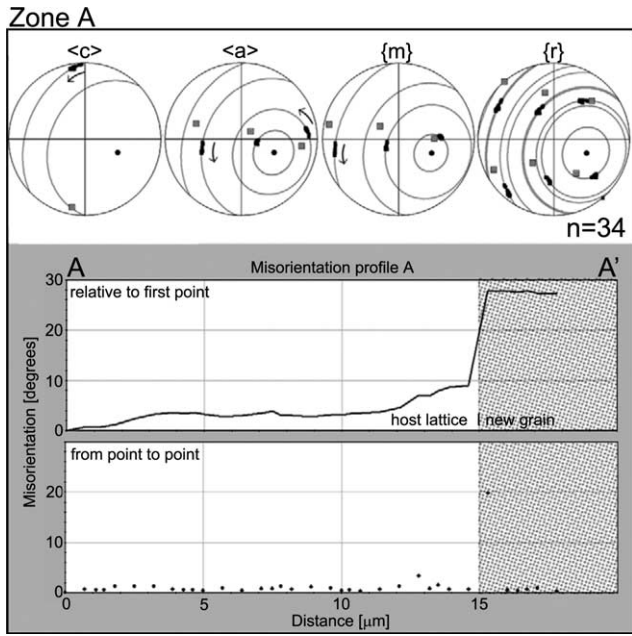 Zone A
<c> <a> {m} {r}
n=34
A Misorientation profile A A'
30
relative to first point
20
10
host lattice new grain
0
from point to point
20
10
0
0 5 10 15
Misorientation [degrees]
Distance [μm]